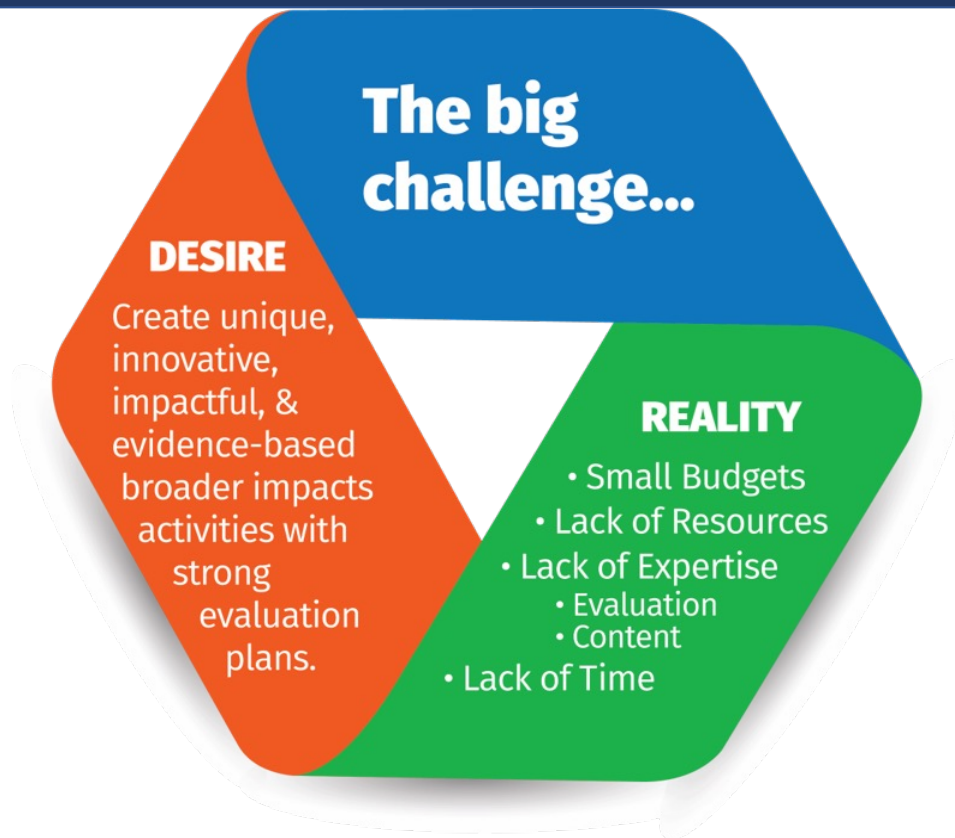 The big
challenge...
DESIRE
Create unique,
innovative,
impactful, &
evidence-based
broader impacts
activities with
strong
evaluation
plans.
REALITY
• Small Budgets
• Lack of Resources
• Lack of Expertise
• Evaluation
• Content
• Lack of Time